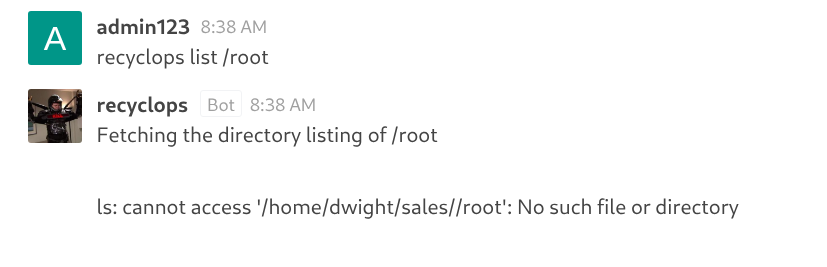 A
admin123 8:38 AM
recyclops list /root
recyclops Bot 8:38 AM
Fetching the directory listing of /root
ls: cannot access '/home/dwight/sales//root': No such file or directory